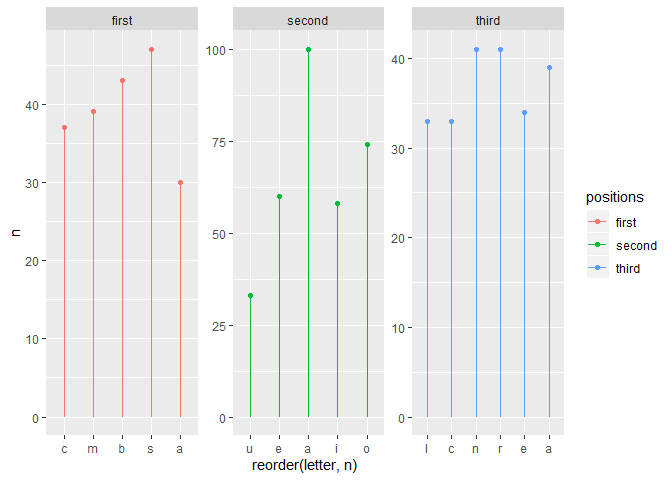 first second third
n
0
10
20
30
40
0
25
50
75
100
0
10
20
30
40
c m b s a
u e a i o
l c n r e a
reorder(letter, n)
positions
first
second
third